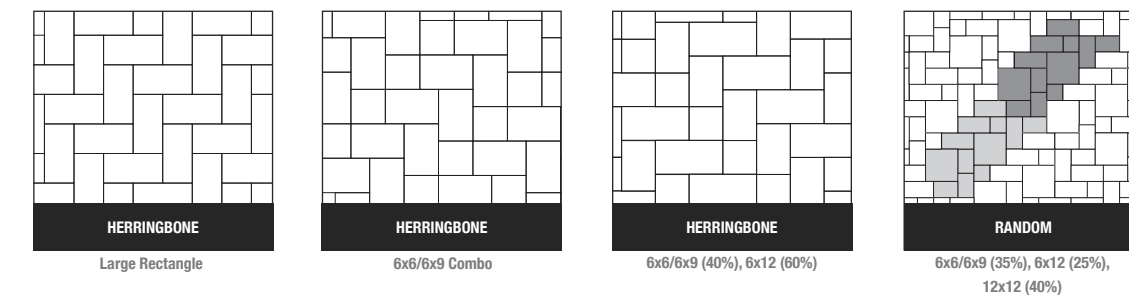 HERRINGBONE
Large Rectangle
HERRINGBONE
6x6/6x9 Combo
HERRINGBONE
6x6/6x9 (40%), 6x12 (60%)
RANDOM
6x6/6x9 (35%), 6x12 (25%),
12x12 (40%)